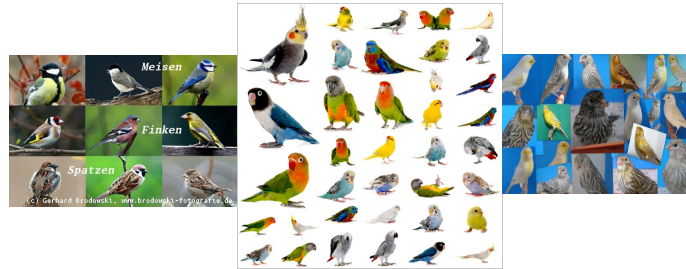 Meisen
Finken
Spatzen
(c) Gerhard Brodowski, www.brodowski-fotografie.de